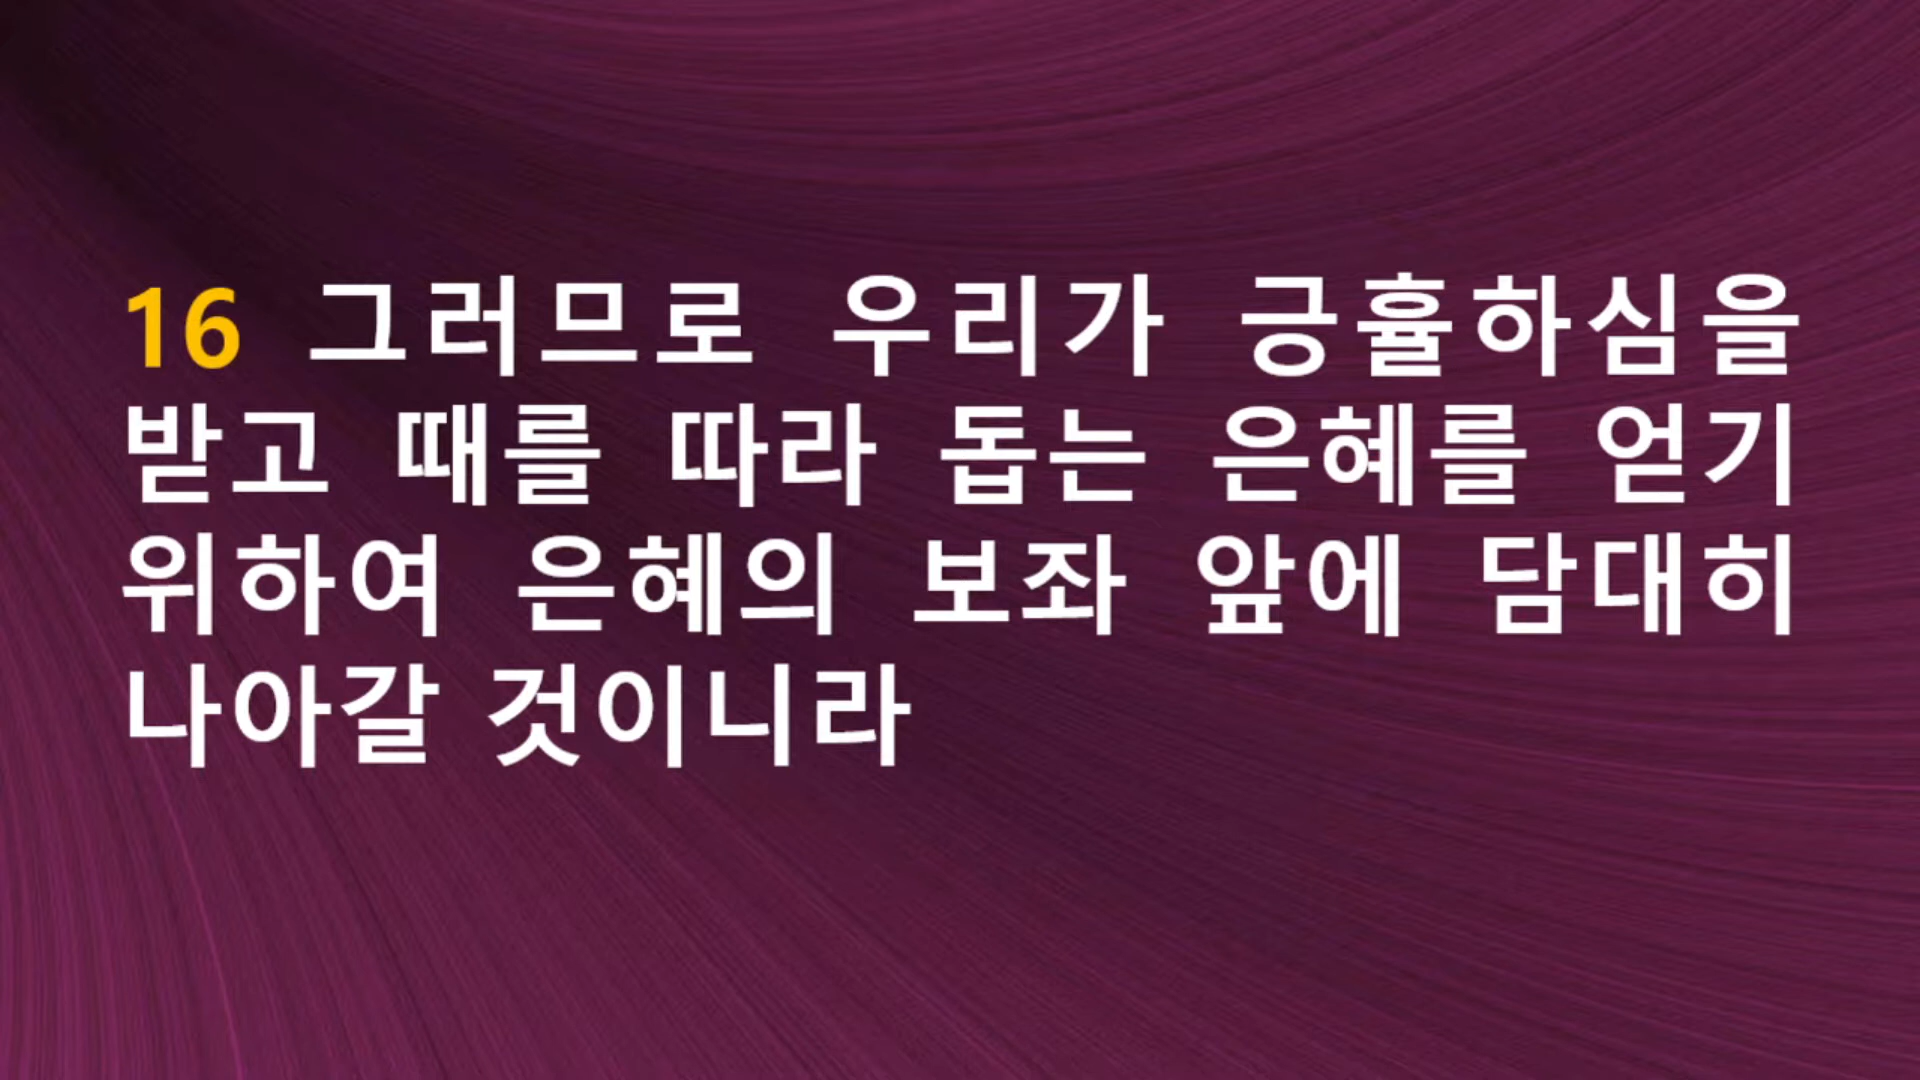 16 그러므로 우리가 긍휼하심을
받고 때를 따라 돕는 은혜를 얻기
위하여 은혜의 보좌 앞에 담대히
나아갈 것이니라